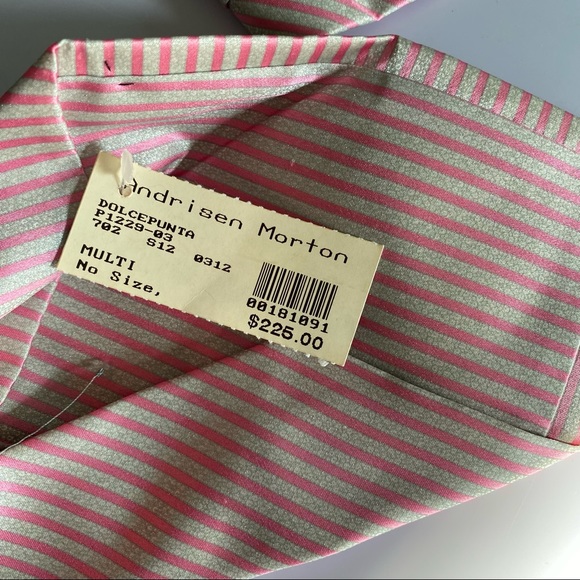 Andrisen Morton
DOLCEPUNTA
P1229-03
702 S12 0312
MULTI
No Size,
00181091
$225.00